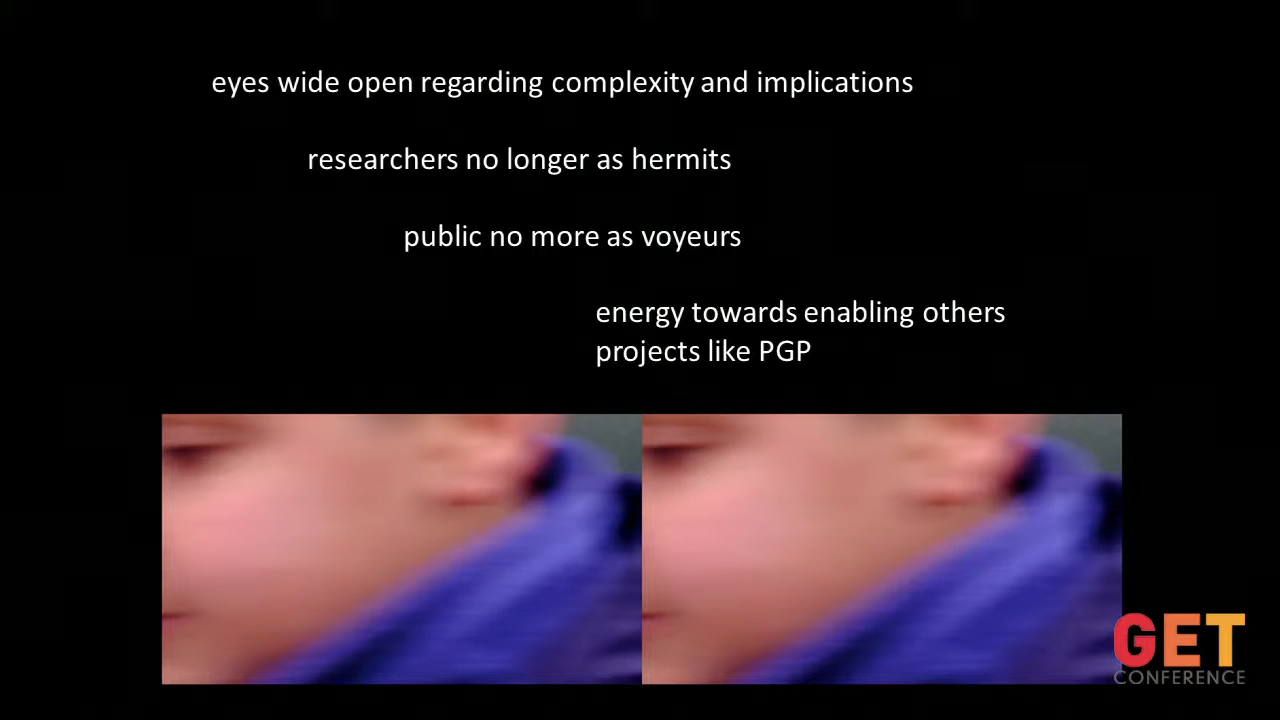 eyes wide open regarding complexity and implications
researchers no longer as hermits
public no more as voyeurs
energy towards enabling others
projects like PGP
GET
CONFERENCE